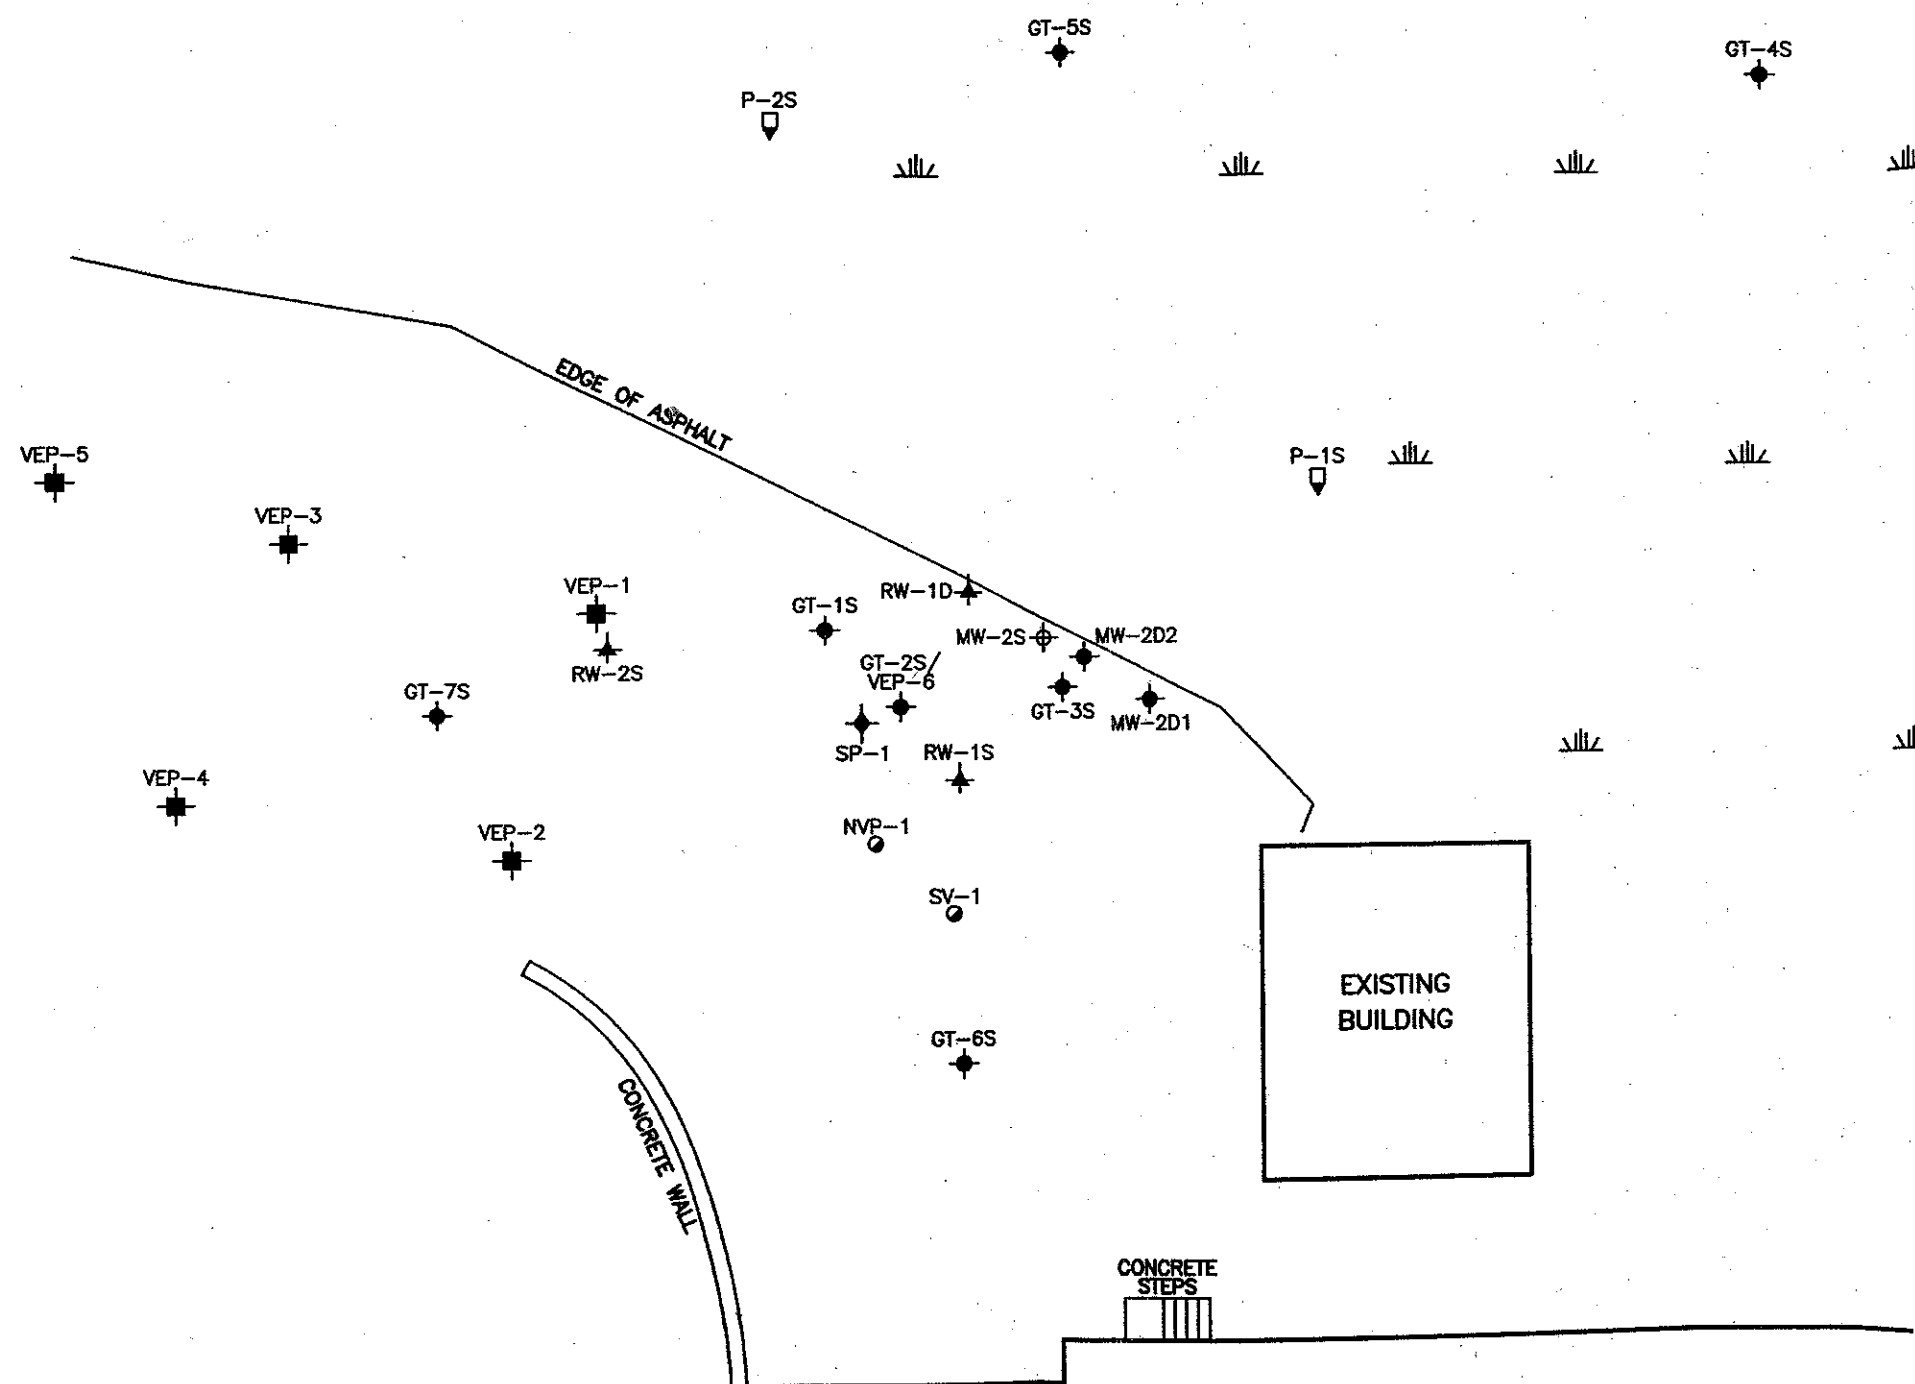 GT-5S
GT-4S
P-2S
EDGE OF ASPHALT
VEP-5
P-1S
VEP-3
VEP-1
RW-1D
GT-1S
MW-2S
MW-2D2
GT-2S/
VEP-6
RW-2S
GT-7S
GT-3S
MW-2D1
SP-1
RW-1S
VEP-4
NVP-1
VEP-2
SV-1
EXISTING
BUILDING
GT-6S
CONCRETE WALL
CONCRETE
STEPS